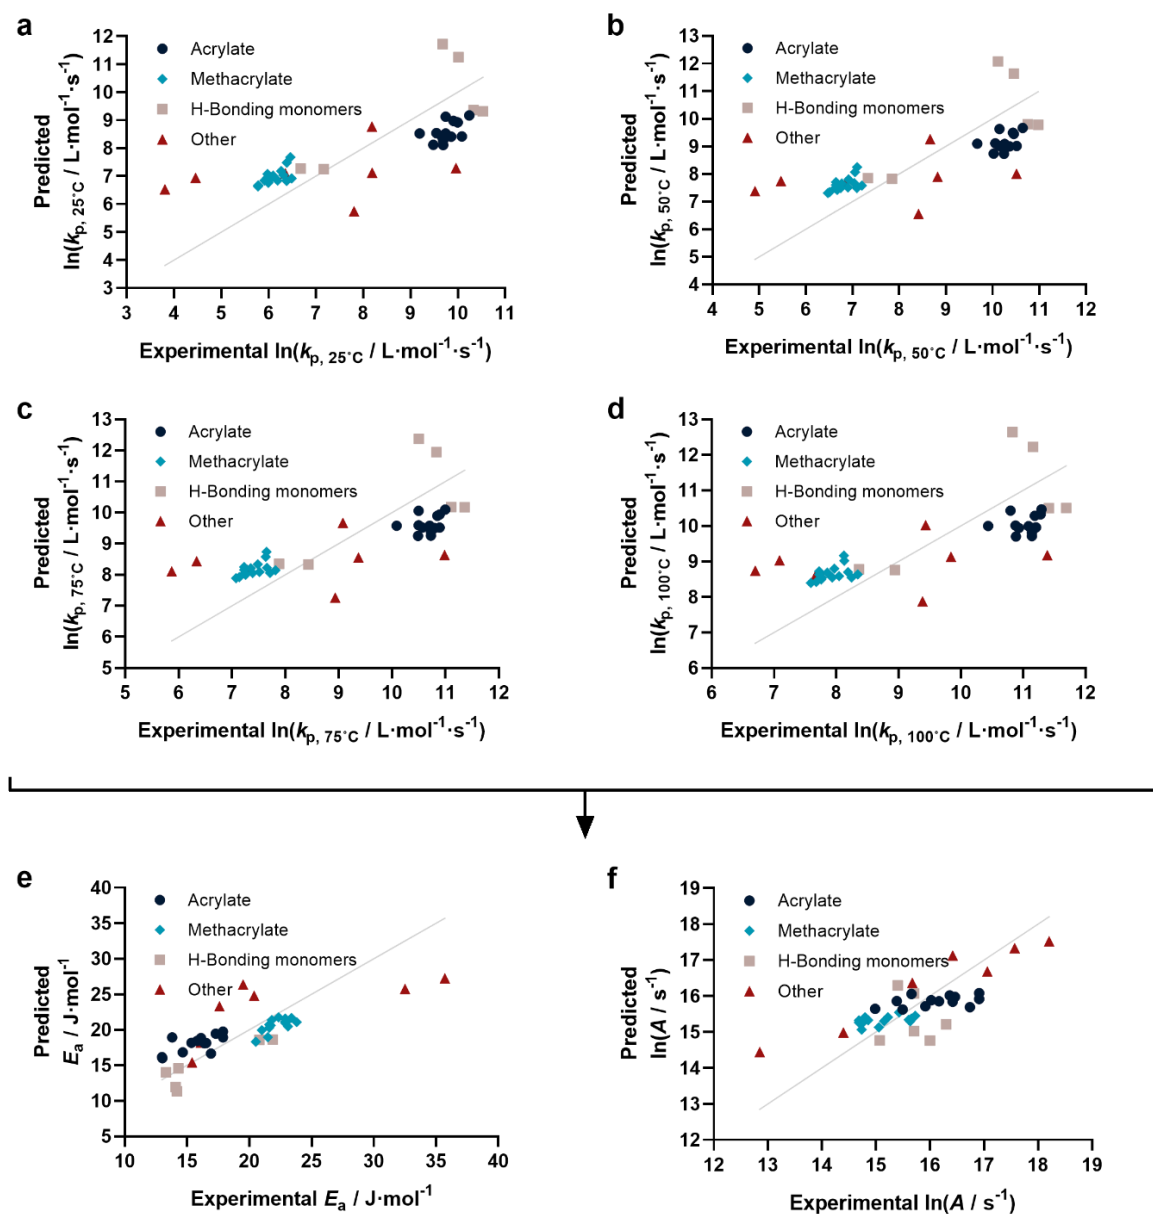 a
Predicted
ln(kp, 25°C / L·mol⁻¹·s⁻¹)
12
11
10
9
8
7
6
5
4
3
Acrylate
Methacrylate
H-Bonding monomers
Other
3 4 5 6 7 8 9 10 11
Experimental ln(kp, 25°C / L·mol⁻¹·s⁻¹)
b
Predicted
ln(kp, 50°C / L·mol⁻¹·s⁻¹)
13
12
11
10
9
8
7
6
5
4
Acrylate
Methacrylate
H-Bonding monomers
Other
4 5 6 7 8 9 10 11 12
Experimental ln(kp, 50°C / L·mol⁻¹·s⁻¹)
c
Predicted
ln(kp, 75°C / L·mol⁻¹·s⁻¹)
13
12
11
10
9
8
7
6
5
Acrylate
Methacrylate
H-Bonding monomers
Other
5 6 7 8 9 10 11 12
Experimental ln(kp, 75°C / L·mol⁻¹·s⁻¹)
d
Predicted
ln(kp, 100°C / L·mol⁻¹·s⁻¹)
13
12
11
10
9
8
7
6
Acrylate
Methacrylate
H-Bonding monomers
Other
6 7 8 9 10 11 12
Experimental ln(kp, 100°C / L·mol⁻¹·s⁻¹)
e
Predicted
Ea / J·mol⁻¹
40
35
30
25
20
15
10
5
Acrylate
Methacrylate
H-Bonding monomers
Other
10 15 20 25 30 35 40
Experimental Ea / J·mol⁻¹
f
Predicted
ln(A / s⁻¹)
19
18
17
16
15
14
13
12
Acrylate
Methacrylate
H-Bonding monomers
Other
12 13 14 15 16 17 18 19
Experimental ln(A / s⁻¹)